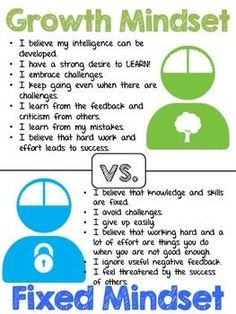 Growth Mindset
• I believe my intelligence can be
developed.
• I have a strong desire to LEARN!
• I embrace challenges.
• I keep going even when there are
challenges.
• I learn from the feedback and
criticism from others.
• I learn from my mistakes.
• I believe that hard work and
effort leads to success.
VS.
• I believe that knowledge and skills
are fixed.
• I avoid challenges.
• I give up easily.
• I believe that working hard and a
lot of effort are things you do
when you are not good enough.
• I ignore useful negative feedback.
• I feel threatened by the success
of others.
Fixed Mindset